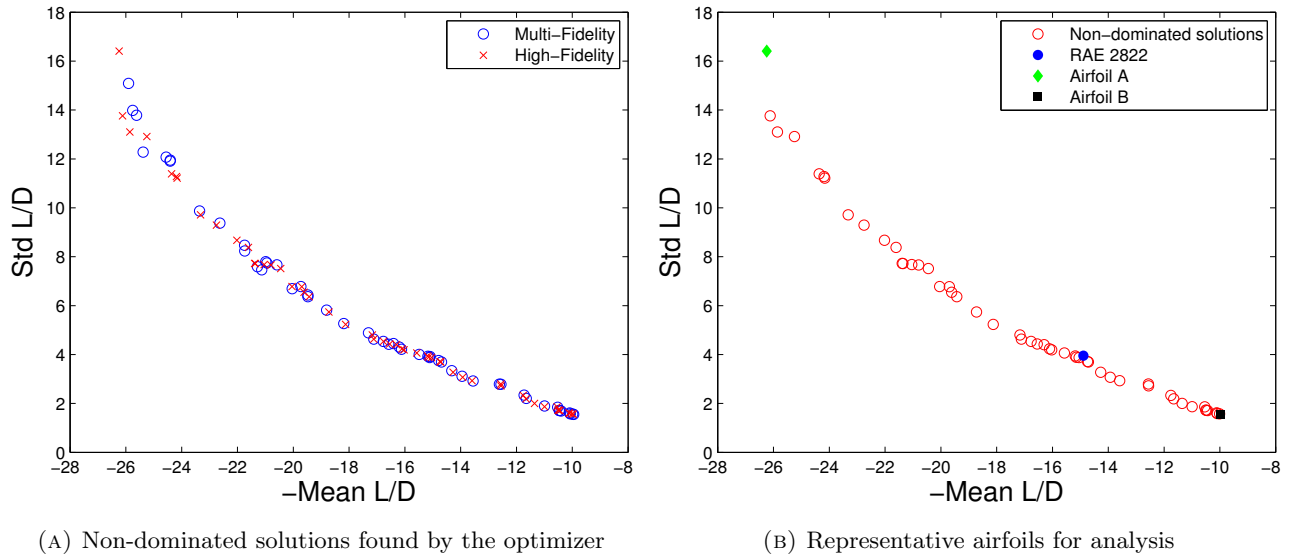 18
16
14
12
10
8
6
4
2
0
Std L/D
−28 −26 −24 −22 −20 −18 −16 −14 −12 −10 −8
−Mean L/D
Multi−Fidelity
High−Fidelity
(A) Non-dominated solutions found by the optimizer
18
16
14
12
10
8
6
4
2
0
Std L/D
−28 −26 −24 −22 −20 −18 −16 −14 −12 −10 −8
−Mean L/D
Non−dominated solutions
RAE 2822
Airfoil A
Airfoil B
(B) Representative airfoils for analysis